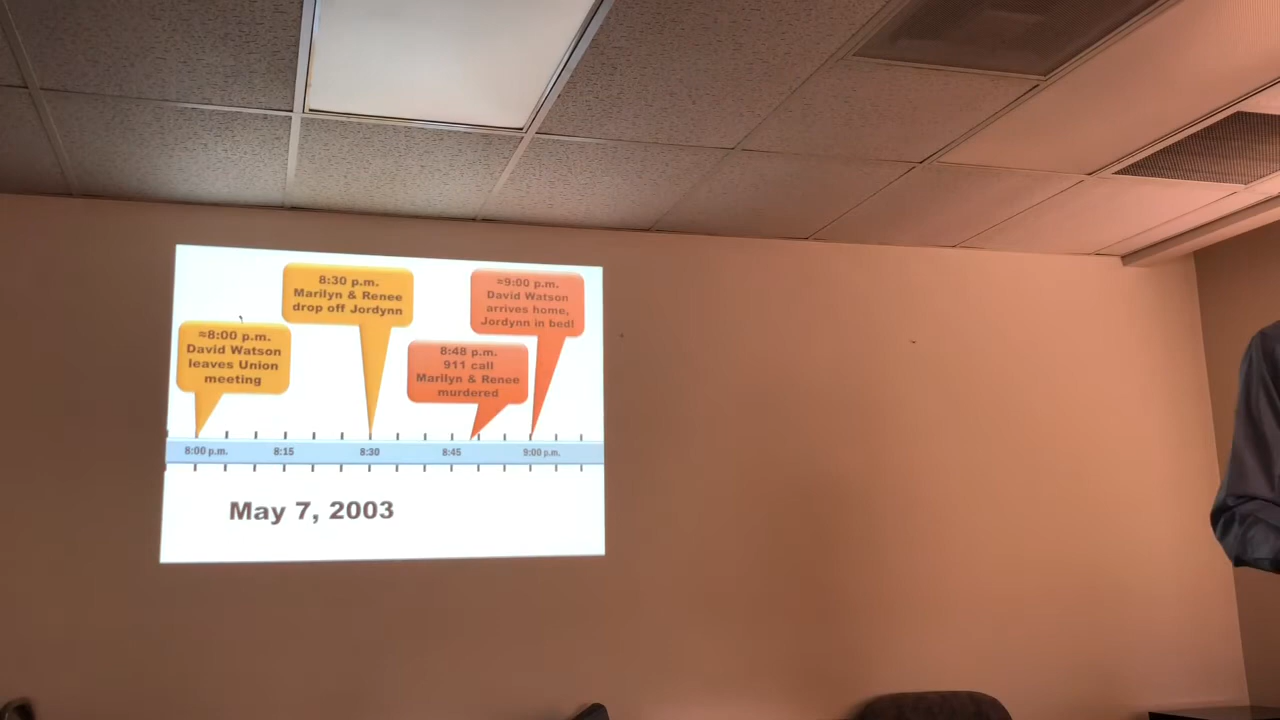 ≈8:00 p.m.
David Watson
leaves Union
meeting
8:30 p.m.
Marilyn & Renee
drop off Jordynn
8:48 p.m.
911 call
Marilyn & Renee
murdered
≈9:00 p.m.
David Watson
arrives home,
Jordynn in bed!
8:00 p.m. 8:15 8:30 8:45 9:00 p.m.
May 7, 2003